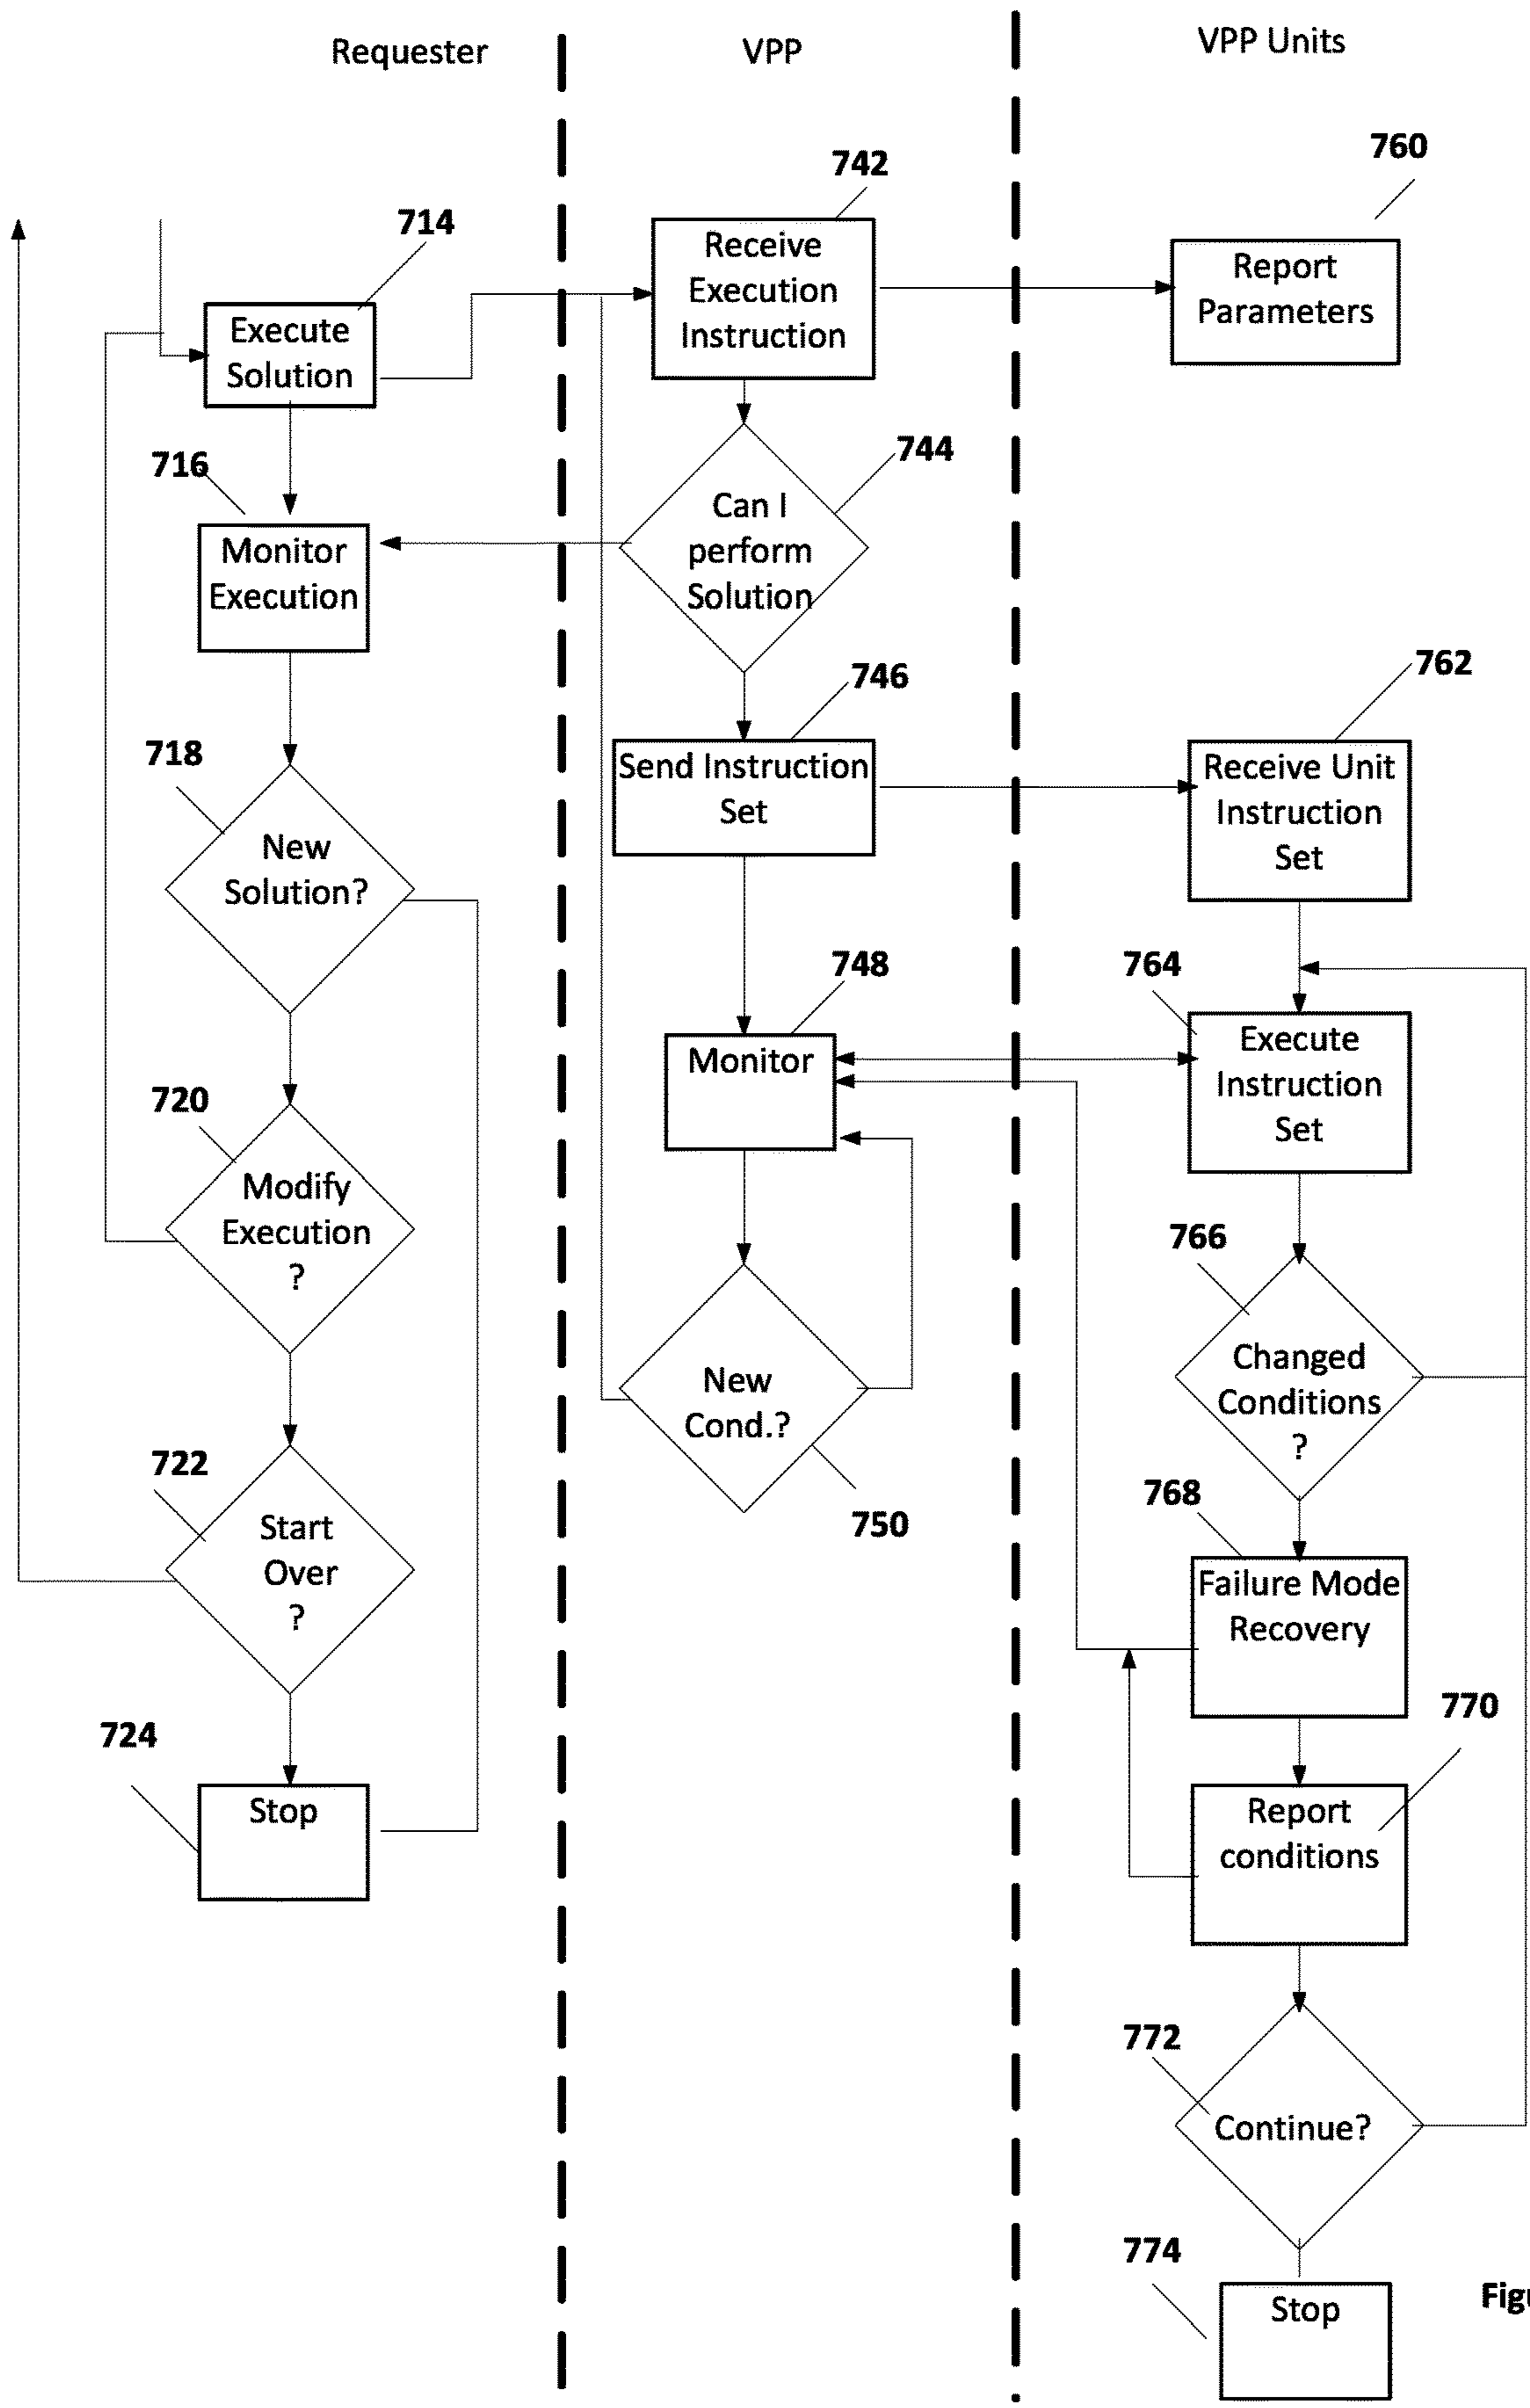 Requester
VPP
VPP Units
714
Execute
Solution
716
Monitor
Execution
718
New
Solution?
720
Modify
Execution
?
722
Start
Over
?
724
Stop
742
Receive
Execution
Instruction
744
Can I
perform
Solution
746
Send Instruction
Set
748
Monitor
New
Cond.?
750
760
Report
Parameters
762
Receive Unit
Instruction
Set
764
Execute
Instruction
Set
766
Changed
Conditions
?
768
Failure Mode
Recovery
770
Report
conditions
772
Continue?
774
Stop